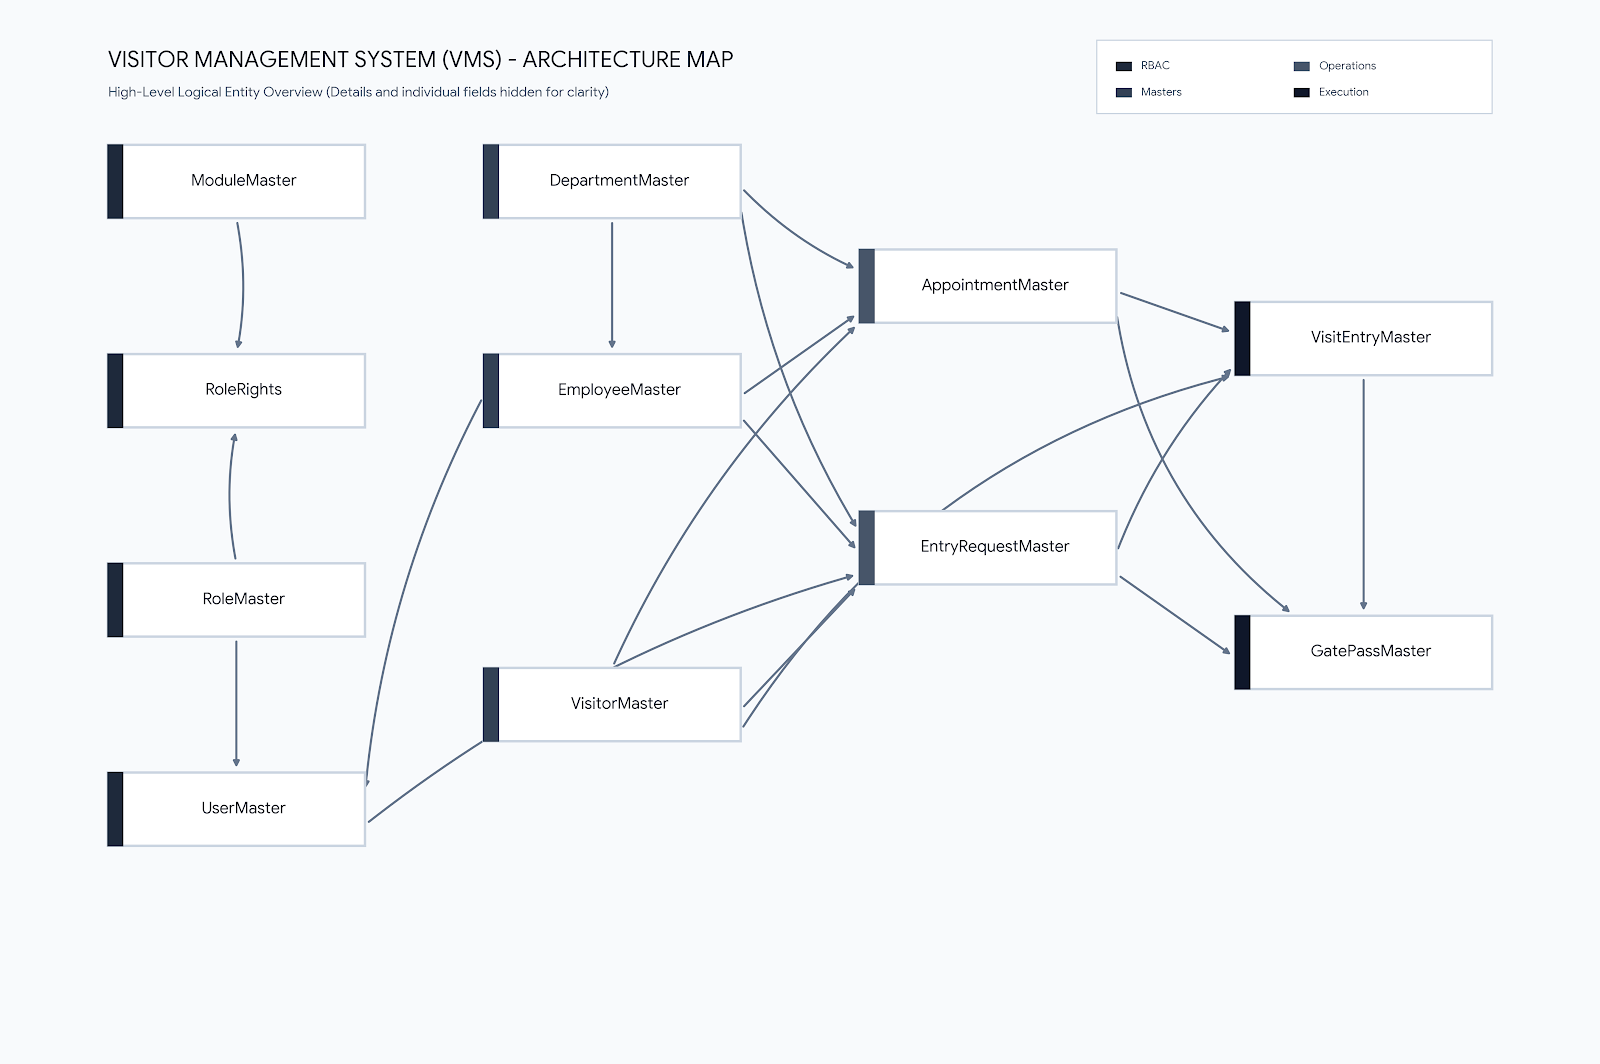 VISITOR MANAGEMENT SYSTEM (VMS) - ARCHITECTURE MAP
High-Level Logical Entity Overview (Details and individual fields hidden for clarity)
RBAC
Operations
Masters
Execution
ModuleMaster
DepartmentMaster
AppointmentMaster
VisitEntryMaster
RoleRights
EmployeeMaster
EntryRequestMaster
RoleMaster
GatePassMaster
VisitorMaster
UserMaster